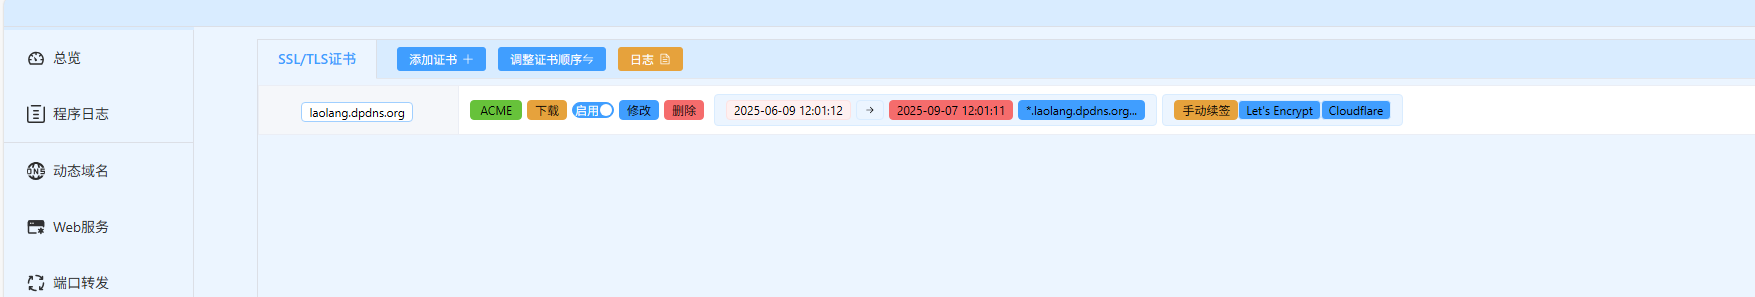 总览
程序日志
动态域名
Web服务
端口转发
SSL/TLS证书 添加证书 调整证书顺序 日志
laolang.dpdns.org ACME 下载 启用 修改 删除 2025-06-09 12:01:12 → 2025-09-07 12:01:11 *.laolang.dpdns.org... 手动续签 Let's Encrypt Cloudflare